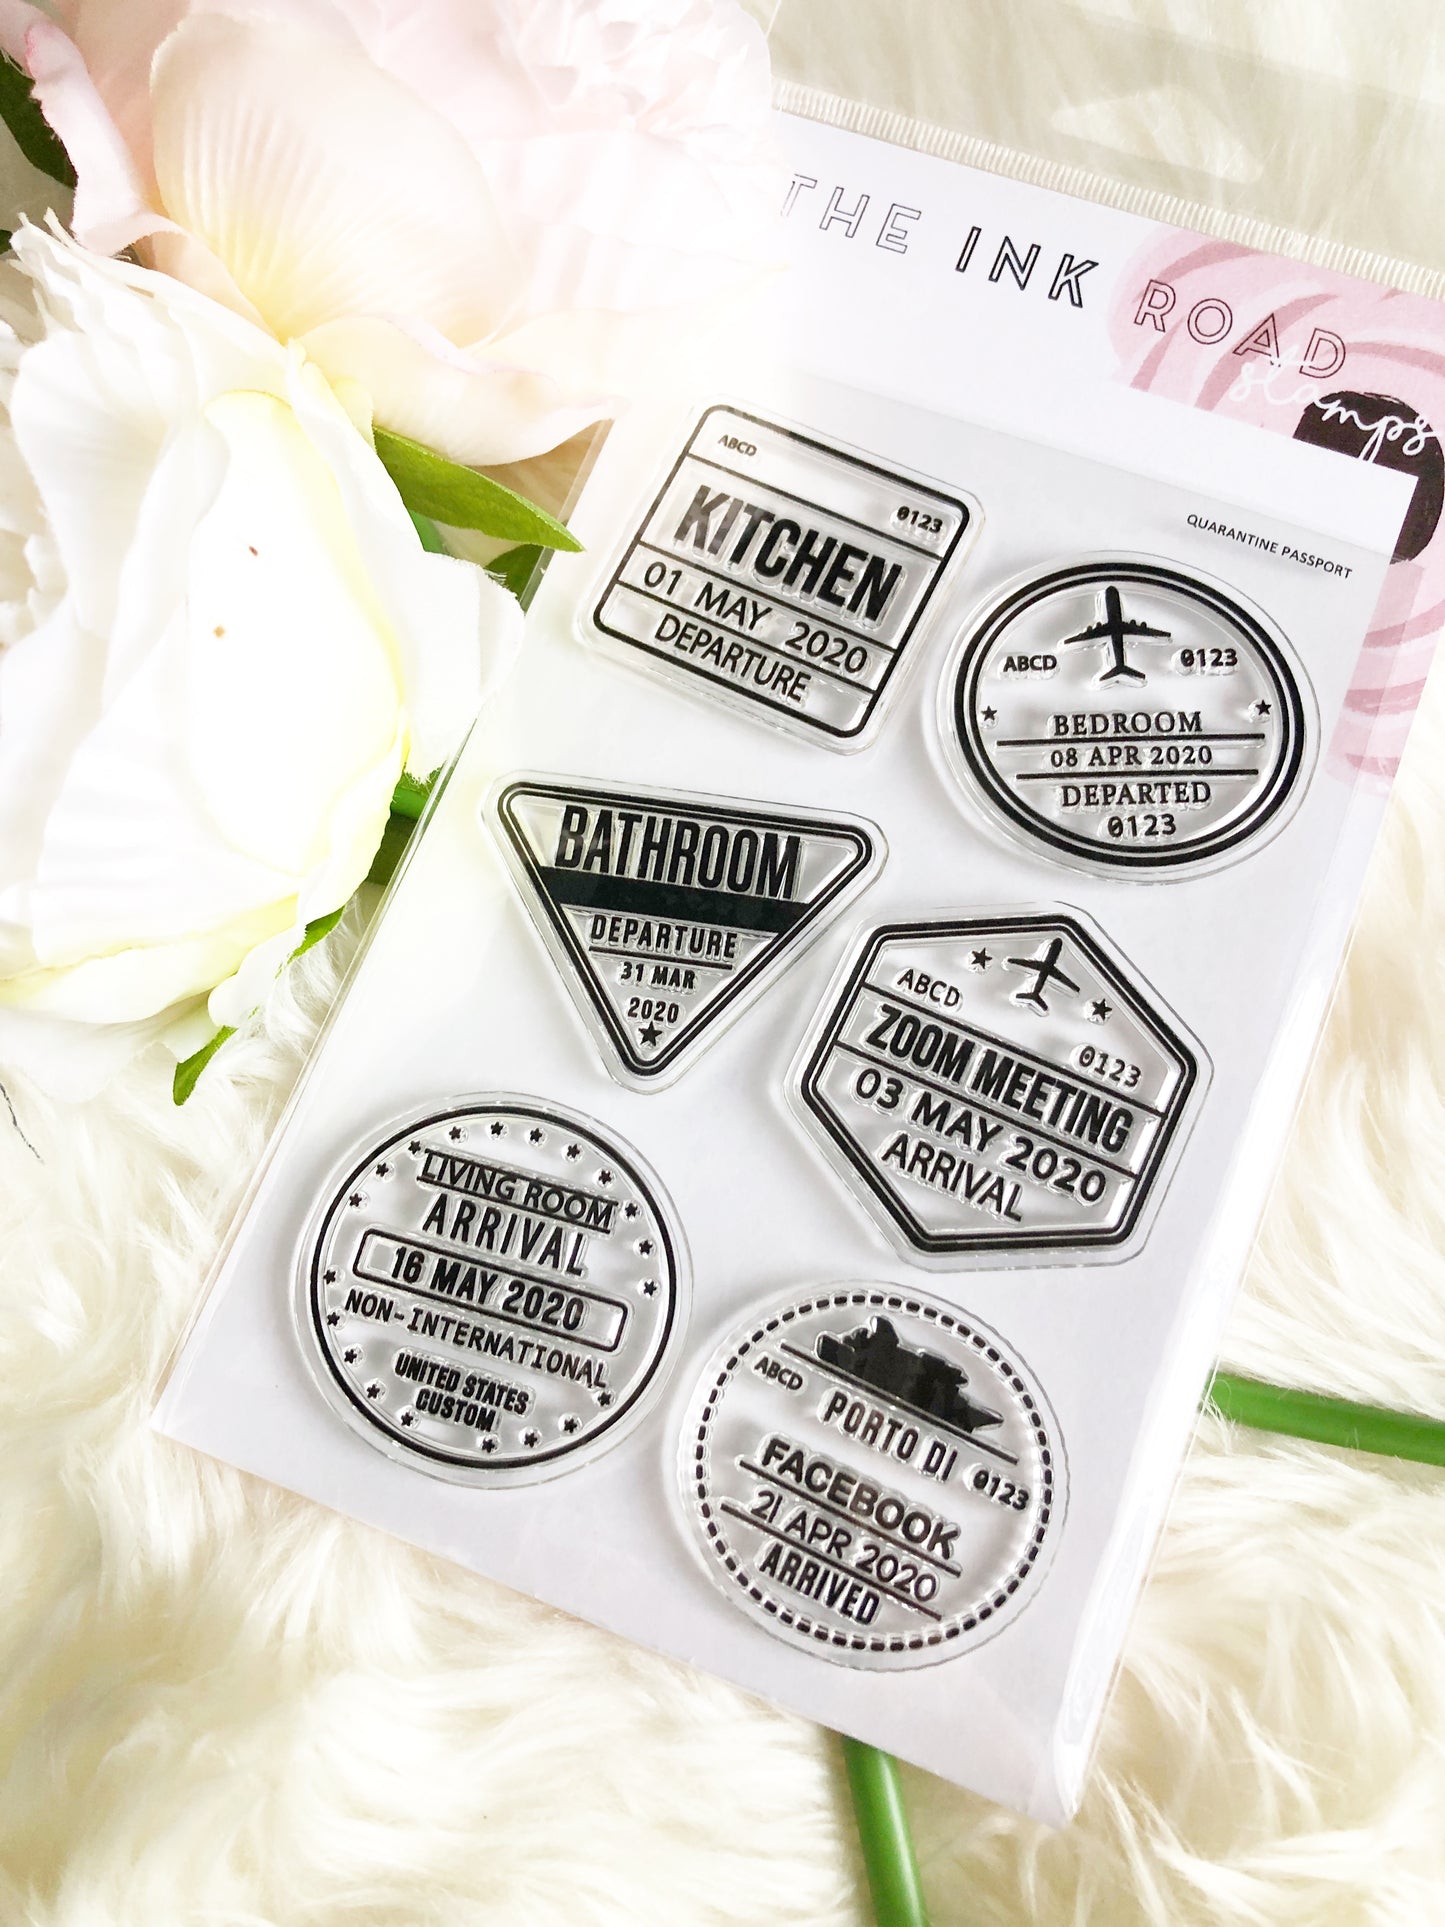 THE INK ROAD
stamps
QUARANTINE PASSPORT
ABCD
0123
KITCHEN
01 MAY 2020
DEPARTURE
ABCD
0123
BEDROOM
08 APR 2020
DEPARTED
0123
BATHROOM
DEPARTURE
31 MAR
2020
ABCD
0123
ZOOM MEETING
03 MAY 2020
ARRIVAL
LIVING ROOM
ARRIVAL
16 MAY 2020
NON-INTERNATIONAL
UNITED STATES
CUSTOM
ABCD
PORTO DI
0123
FACEBOOK
21 APR 2020
ARRIVED